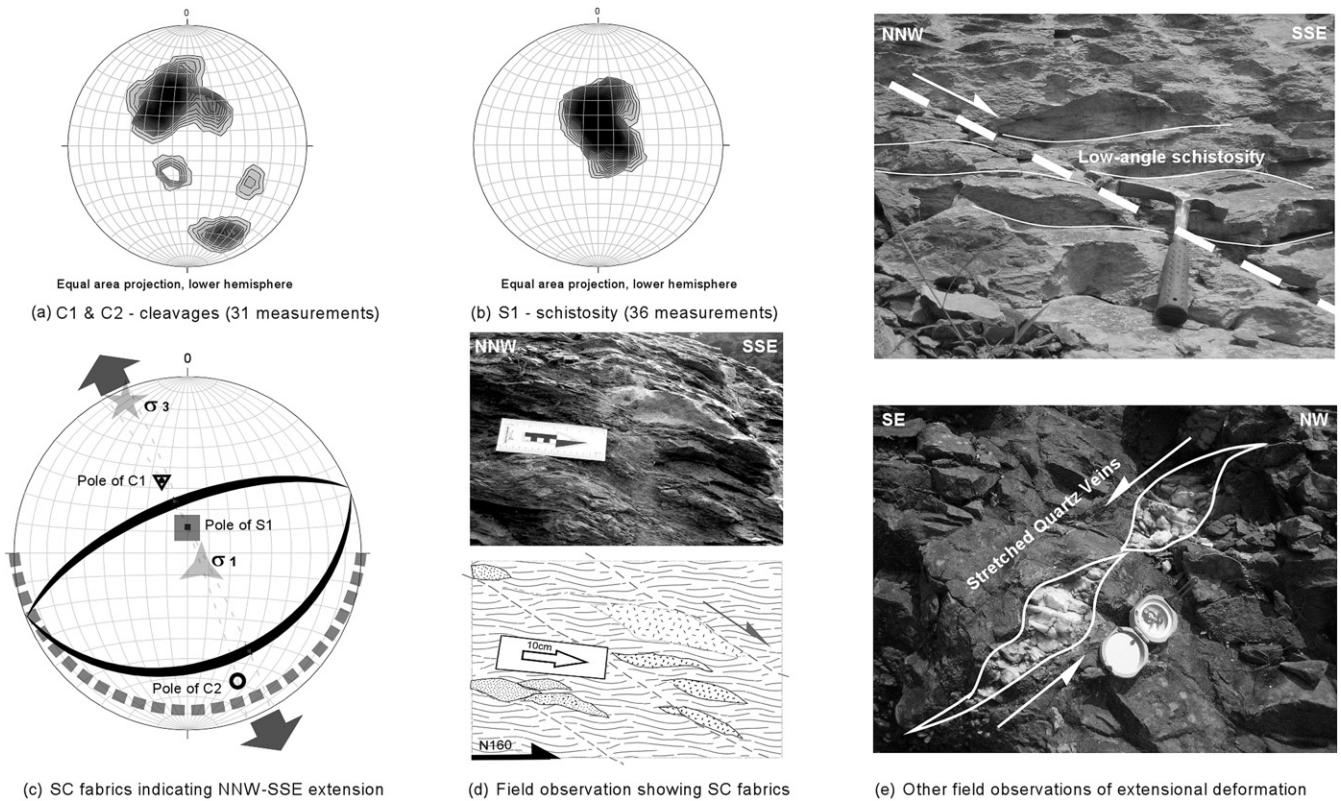 0
Equal area projection, lower hemisphere
(a) C1 & C2 - cleavages (31 measurements)
0
Equal area projection, lower hemisphere
(b) S1 - schistosity (36 measurements)
NNW
SSE
Low-angle schistosity
0
σ 3
Pole of C1
Pole of S1
σ 1
Pole of C2
(c) SC fabrics indicating NNW-SSE extension
NNW
SSE
10cm
N160
(d) Field observation showing SC fabrics
SE
NW
Stretched Quartz Veins
(e) Other field observations of extensional deformation